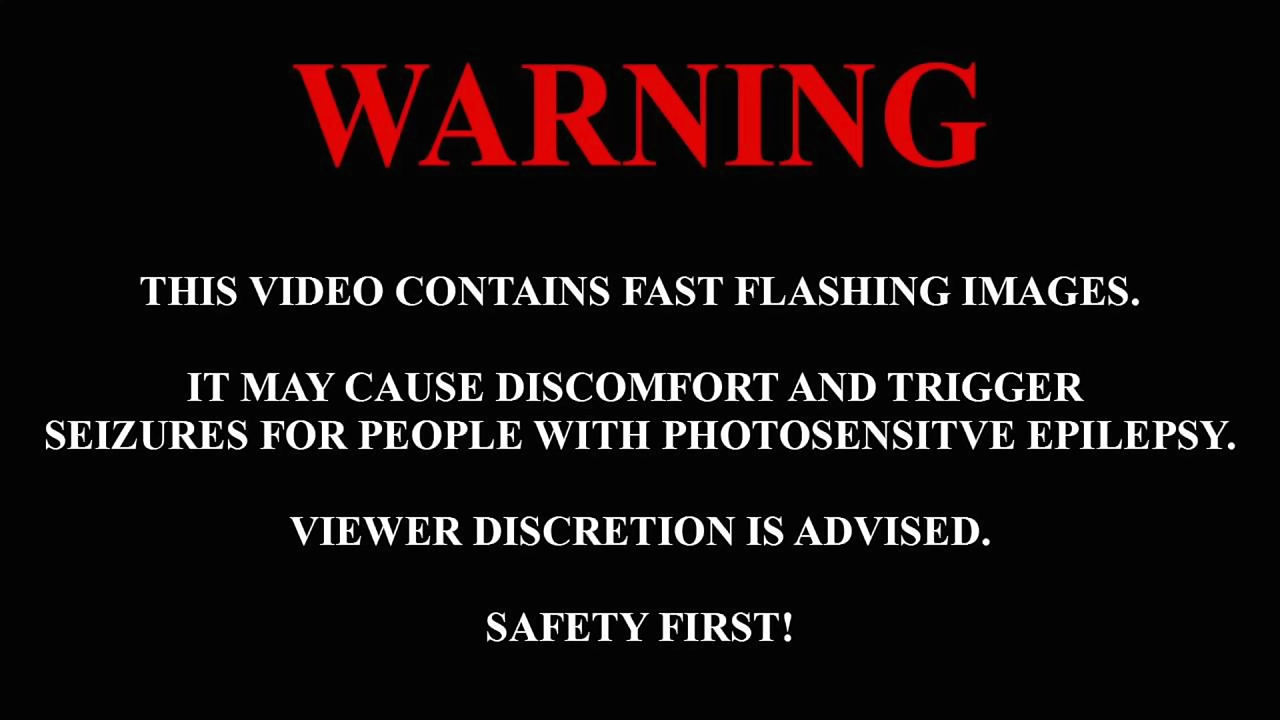 WARNING
THIS VIDEO CONTAINS FAST FLASHING IMAGES.
IT MAY CAUSE DISCOMFORT AND TRIGGER
SEIZURES FOR PEOPLE WITH PHOTOSENSITVE EPILEPSY.
VIEWER DISCRETION IS ADVISED.
SAFETY FIRST!